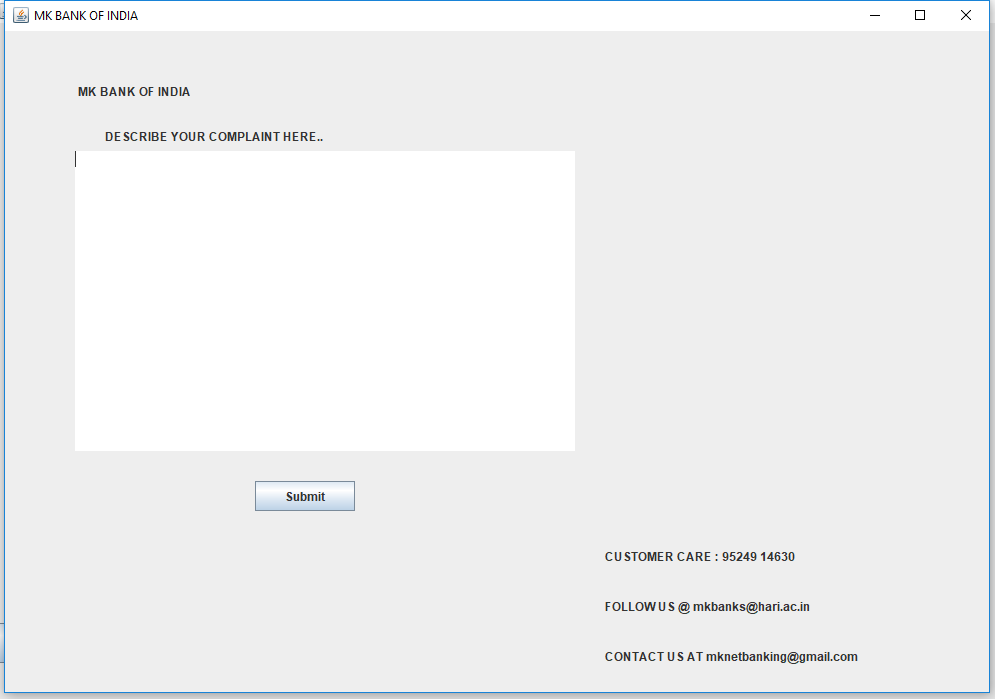 MK BANK OF INDIA
MK BANK OF INDIA
DESCRIBE YOUR COMPLAINT HERE..
Submit
CUSTOMER CARE : 95249 14630
FOLLOW US @ mkbanks@hari.ac.in
CONTACT US AT mknetbanking@gmail.com